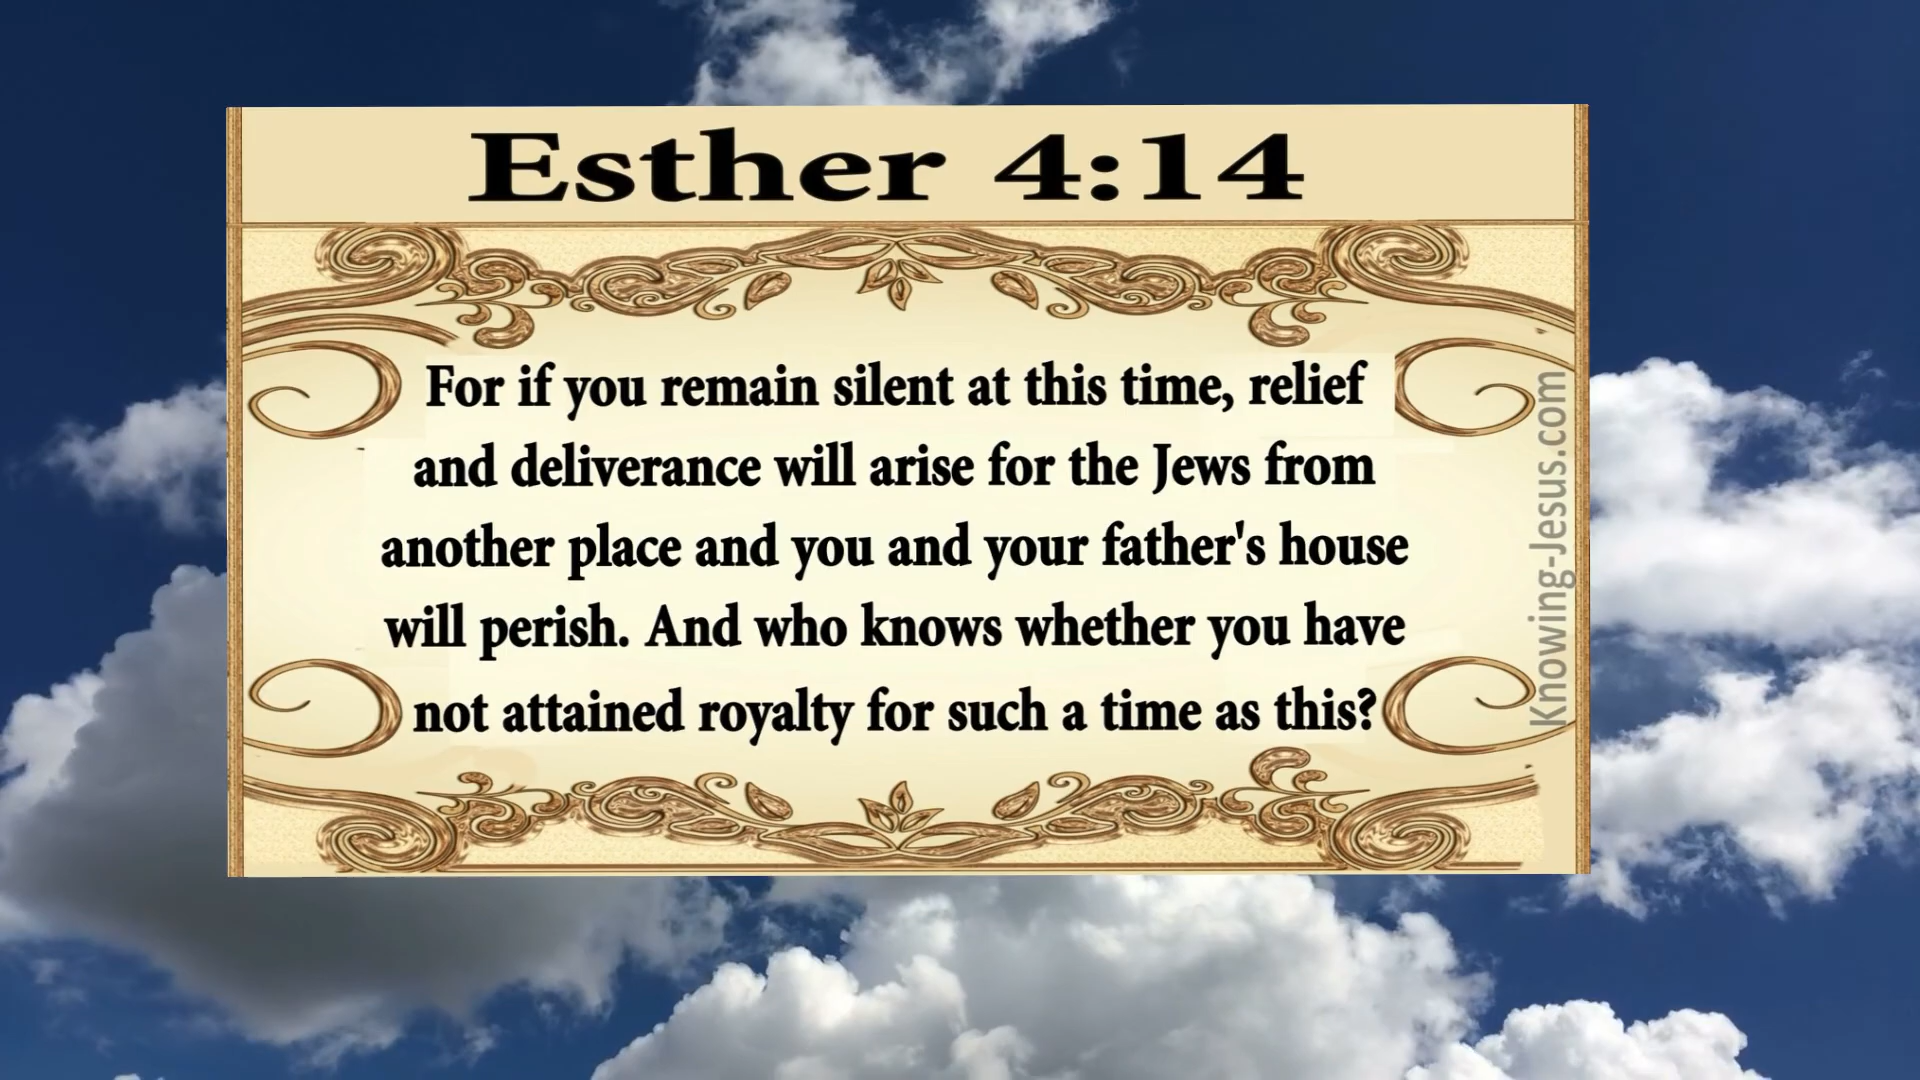 Esther 4:14
For if you remain silent at this time, relief
and deliverance will arise for the Jews from
another place and you and your father's house
will perish. And who knows whether you have
not attained royalty for such a time as this?
Knowing-Jesus.com